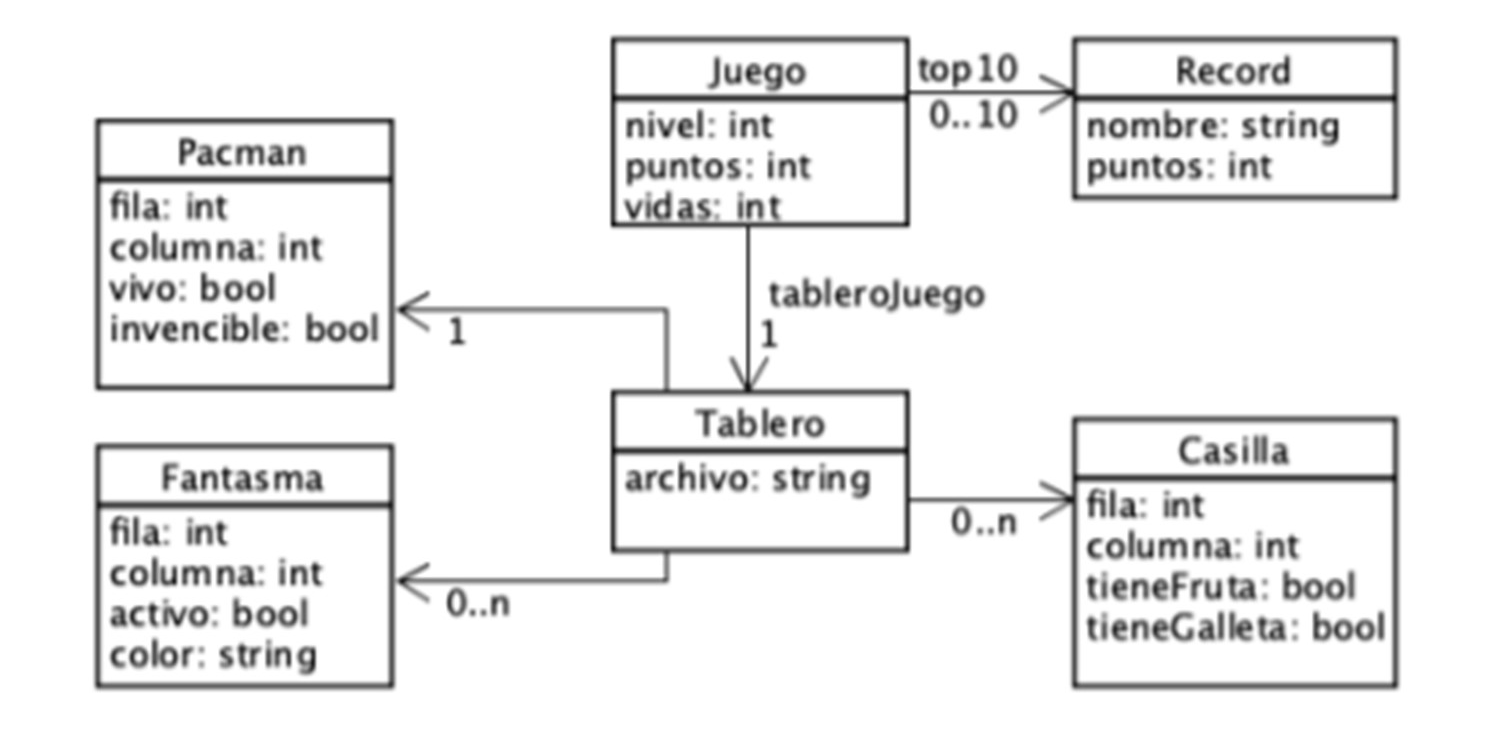 Juego
nivel: int
puntos: int
vidas: int
top10
0..10
Record
nombre: string
puntos: int
Pacman
fila: int
columna: int
vivo: bool
invencible: bool
1
tableroJuego
1
Tablero
archivo: string
Fantasma
fila: int
columna: int
activo: bool
color: string
0..n
0..n
Casilla
fila: int
columna: int
tieneFruta: bool
tieneGalleta: bool